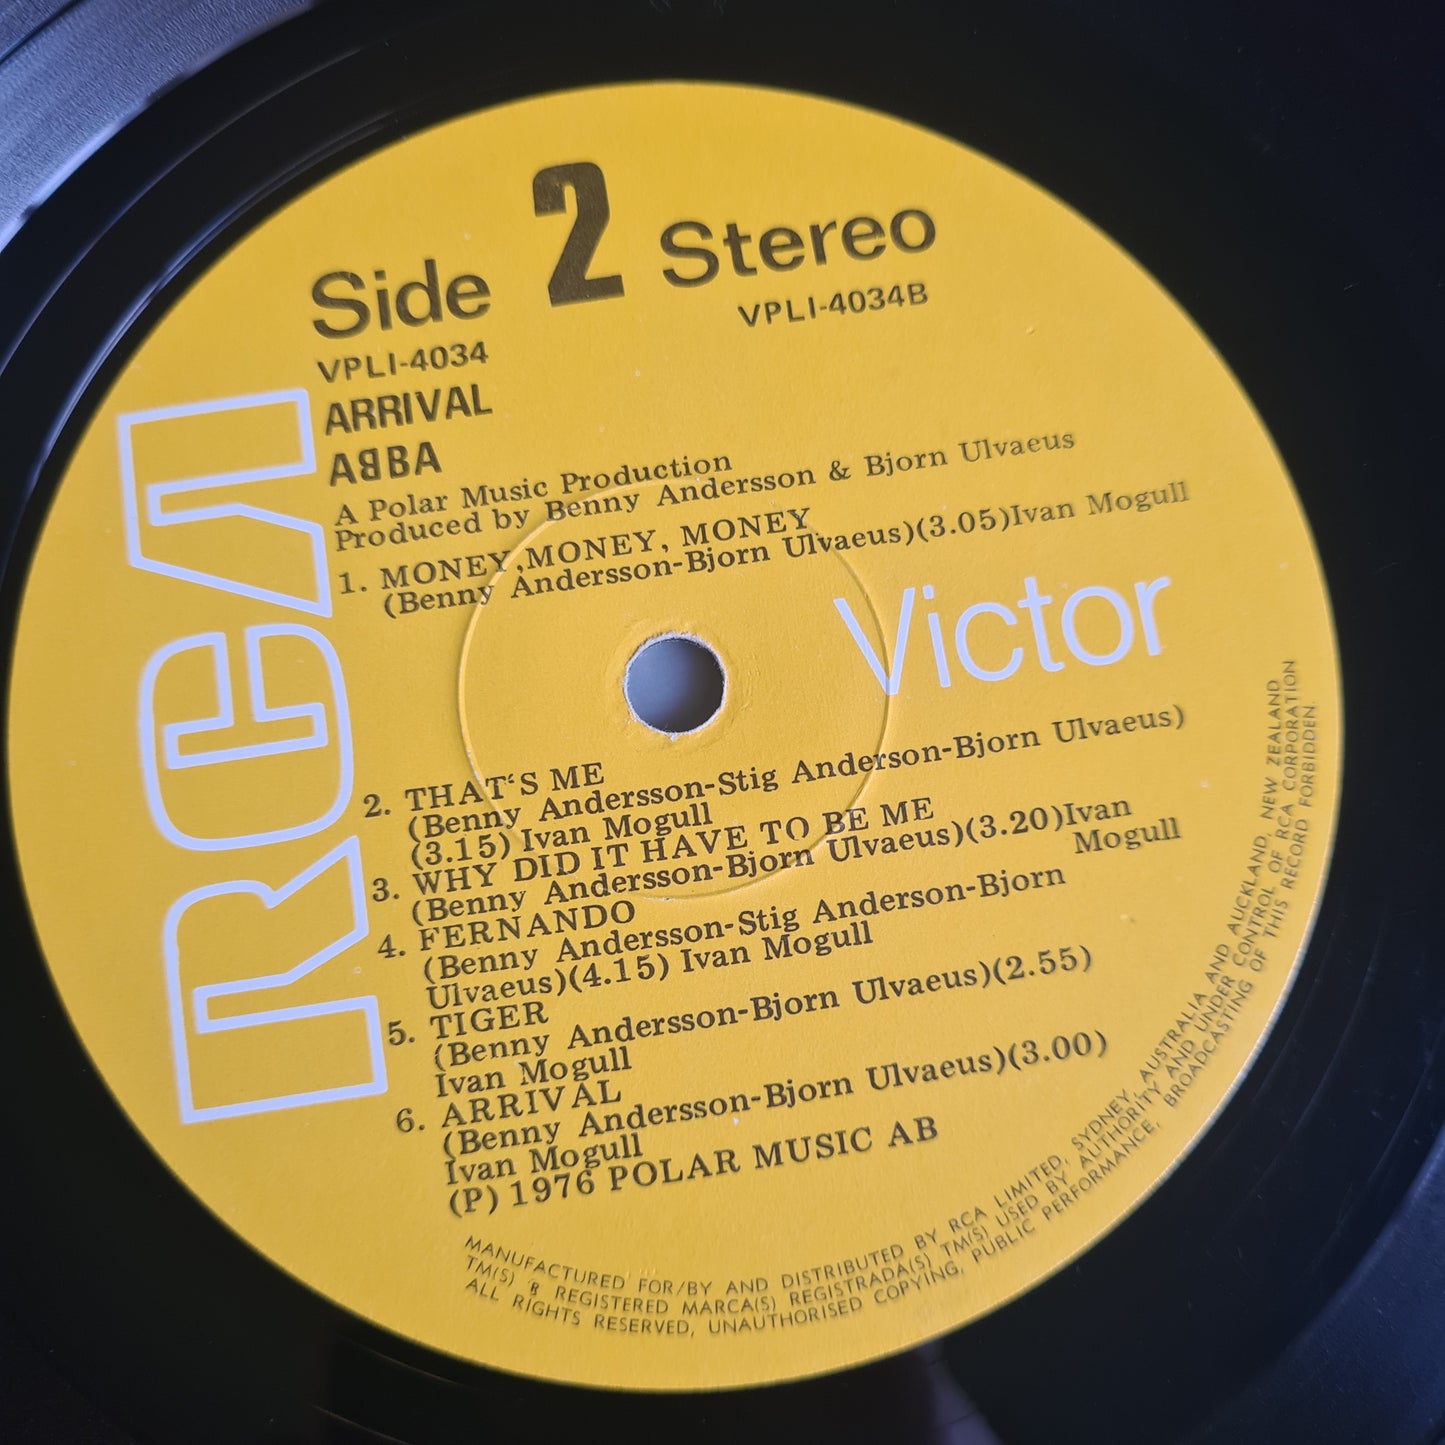 Side 2 Stereo
VPLI-4034 VPLI-4034B
ARRIVAL
ABBA
A Polar Music Production
Produced by Benny Andersson & Bjorn Ulvaeus
1. MONEY,MONEY, MONEY
(Benny Andersson-Bjorn Ulvaeus)(3.05)Ivan Mogull
RCA
Victor
2. THAT'S ME
(Benny Andersson-Stig Anderson-Bjorn Ulvaeus)
(3.15) Ivan Mogull
3. WHY DID IT HAVE TO BE ME
(Benny Andersson-Bjorn Ulvaeus)(3.20)Ivan
Mogull
4. FERNANDO
(Benny Andersson-Stig Anderson-Bjorn
Ulvaeus)(4.15) Ivan Mogull
5. TIGER
(Benny Andersson-Bjorn Ulvaeus)(2.55)
Ivan Mogull
6. ARRIVAL
(Benny Andersson-Bjorn Ulvaeus)(3.00)
Ivan Mogull
(P) 1976 POLAR MUSIC AB
MANUFACTURED FOR/BY AND DISTRIBUTED BY RCA LIMITED, SYDNEY, AUSTRALIA AND AUCKLAND, NEW ZEALAND
TM(S) ® REGISTERED MARCA(S) REGISTRADA(S) TM(S) USED BY AUTHORITY AND UNDER CONTROL OF RCA CORPORATION
ALL RIGHTS RESERVED, UNAUTHORISED COPYING, PUBLIC PERFORMANCE, BROADCASTING OF THIS RECORD FORBIDDEN.